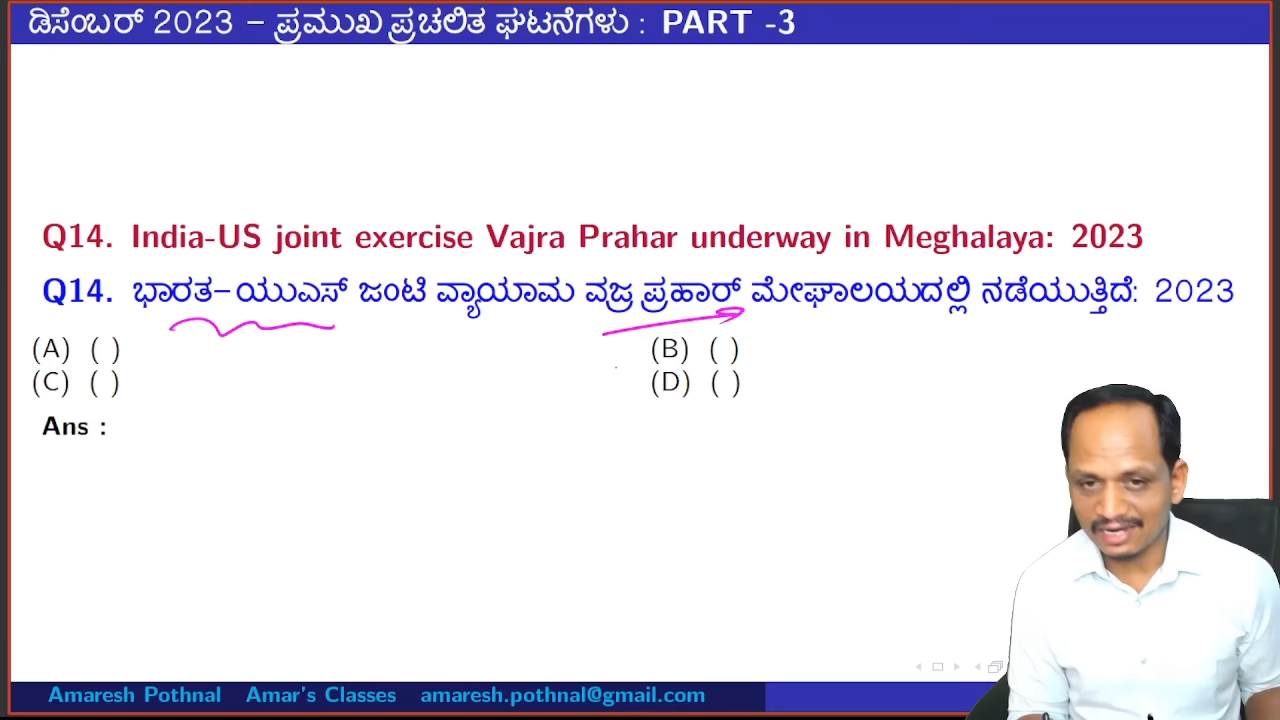 ಡಿಸೆಂಬರ್ 2023 – ಪ್ರಮುಖ ಪ್ರಚಲಿತ ಘಟನೆಗಳು : PART -3
Q14. India-US joint exercise Vajra Prahar underway in Meghalaya: 2023
Q14. ಭಾರತ–ಯುಎಸ್ ಜಂಟಿ ವ್ಯಾಯಾಮ ವಜ್ರ ಪ್ರಹಾರ್ ಮೇಘಾಲಯದಲ್ಲಿ ನಡೆಯುತ್ತಿದೆ: 2023
(A) ( ) (B) ( )
(C) ( ) (D) ( )
Ans :
Amaresh Pothnal Amar's Classes amaresh.pothnal@gmail.com